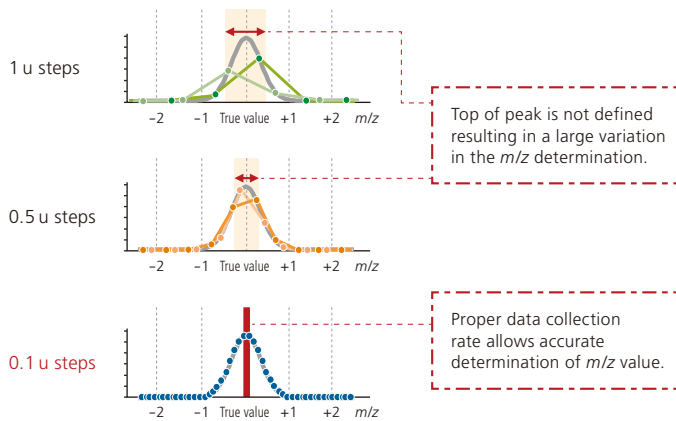 1 u steps
−2 −1 True value +1 +2 m/z
Top of peak is not defined
resulting in a large variation
in the m/z determination.
0.5 u steps
−2 −1 True value +1 +2 m/z
0.1 u steps
−2 −1 True value +1 +2 m/z
Proper data collection
rate allows accurate
determination of m/z value.